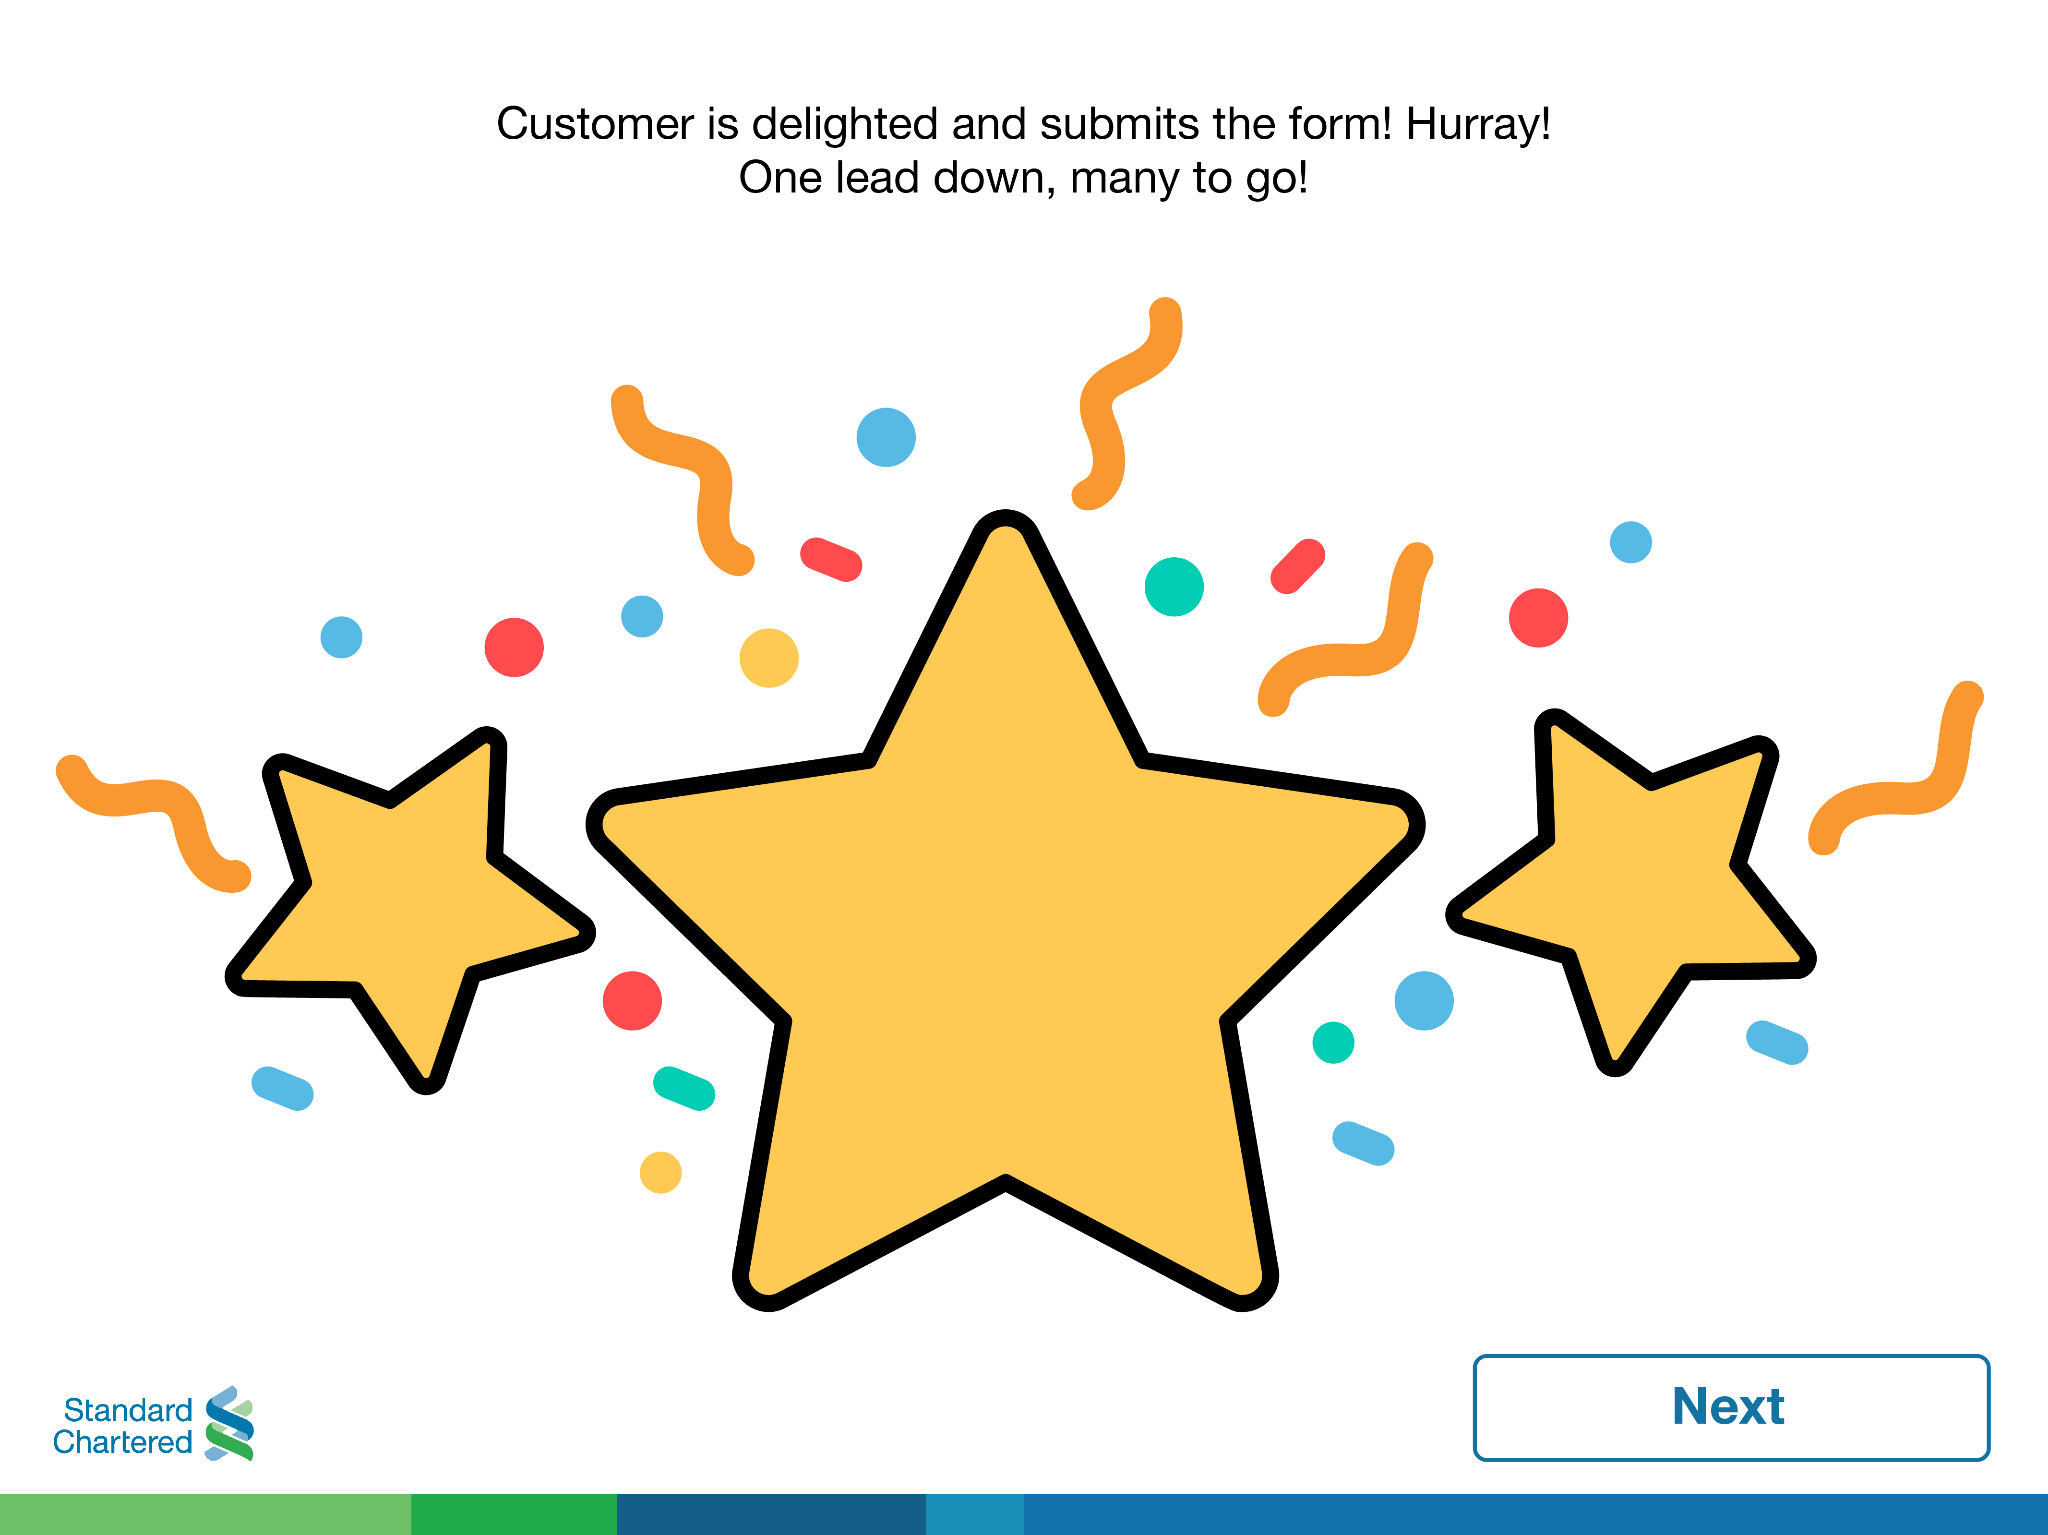 Customer is delighted and submits the form! Hurray!
One lead down, many to go!
Next
Standard
Chartered